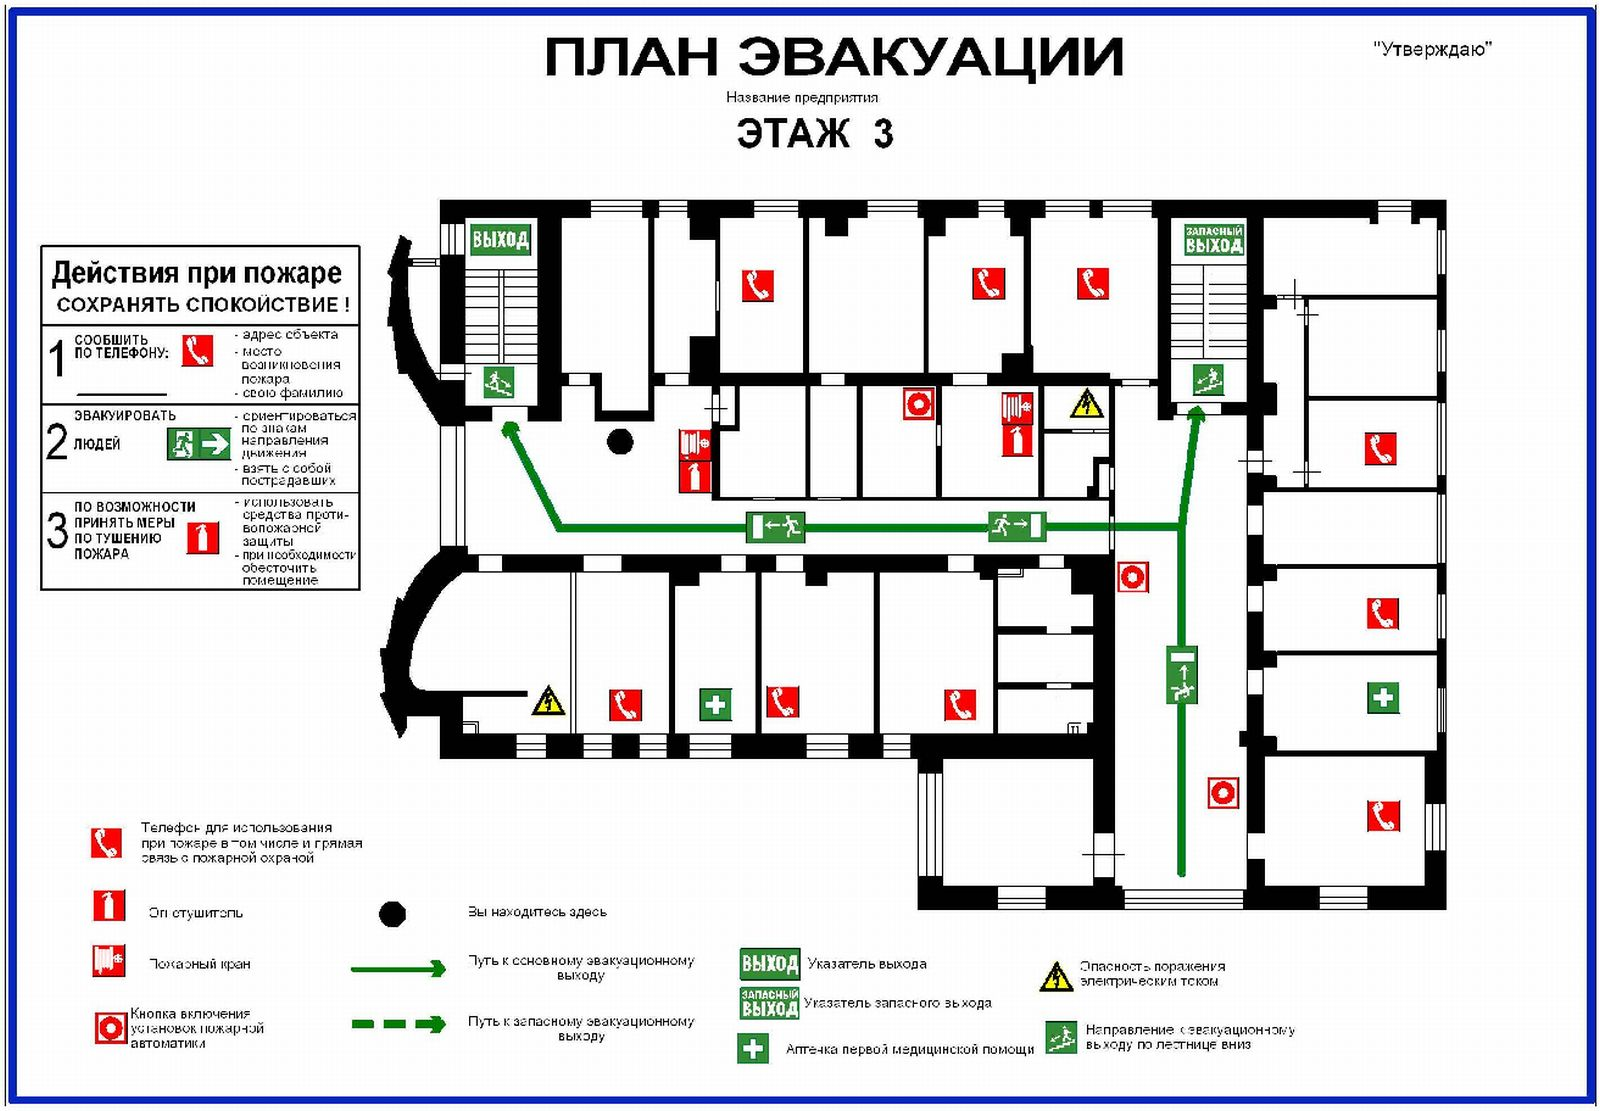 "Утверждаю"
ПЛАН ЭВАКУАЦИИ
Название предприятия
ЭТАЖ 3
Действия при пожаре
СОХРАНЯТЬ СПОКОЙСТВИЕ !
1
СООБЩИТЬ
ПО ТЕЛЕФОНУ:
- адрес объекта
- место
возникновения
пожара
- свою фамилию
2
ЭВАКУИРОВАТЬ
ЛЮДЕЙ
- ориентироваться
по знакам
направления
движения
- взять с собой
пострадавших
3
ПО ВОЗМОЖНОСТИ
ПРИНЯТЬ МЕРЫ
ПО ТУШЕНИЮ
ПОЖАРА
- использовать
средства проти-
вопожарной
защиты
- при необходимости
обесточить
помещение
ВЫХОД
ЗАПАСНЫЙ
ВЫХОД
Телефон для использования
при пожаре в том числе и прямая
связь с пожарной охраной
Огнетушитель
Пожарный кран
Кнопка включения
установок пожарной
автоматики
Вы находитесь здесь
Путь к основному эвакуационному
выходу
Путь к запасному эвакуационному
выходу
ВЫХОД
Указатель выхода
ЗАПАСНЫЙ
ВЫХОД
Указатель запасного выхода
Аптечка первой медицинской помощи
Опасность поражения
электрическим током
Направление к эвакуационному
выходу по лестнице вниз